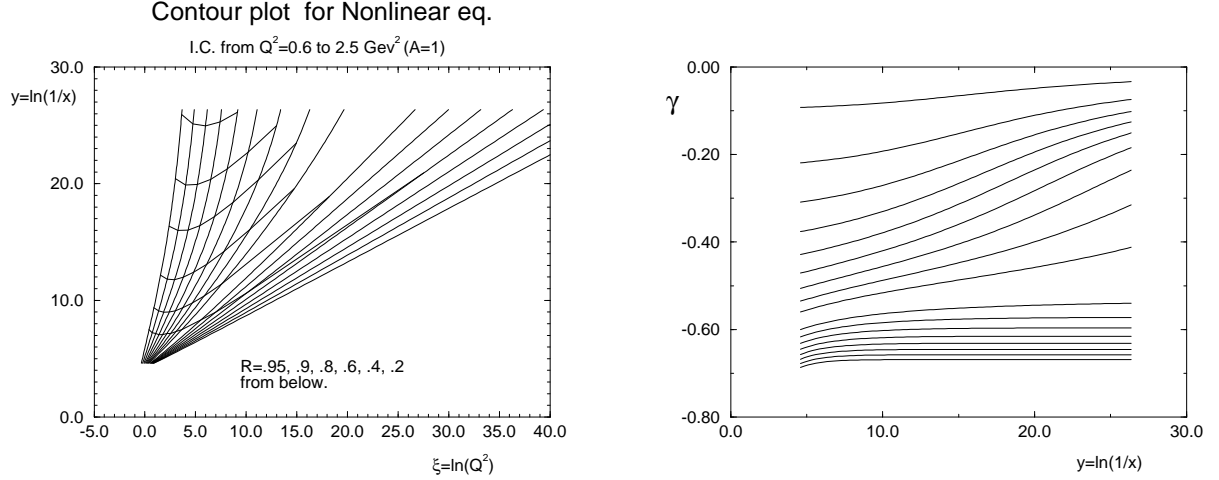 Contour plot for Nonlinear eq.
I.C. from Q²=0.6 to 2.5 Gev² (A=1)
30.0
y=ln(1/x)
20.0
10.0
0.0
R=.95, .9, .8, .6, .4, .2
from below.
-5.0 0.0 5.0 10.0 15.0 20.0 25.0 30.0 35.0 40.0
ξ=ln(Q²)
0.00
γ
-0.20
-0.40
-0.60
-0.80
0.0 10.0 20.0 30.0
y=ln(1/x)